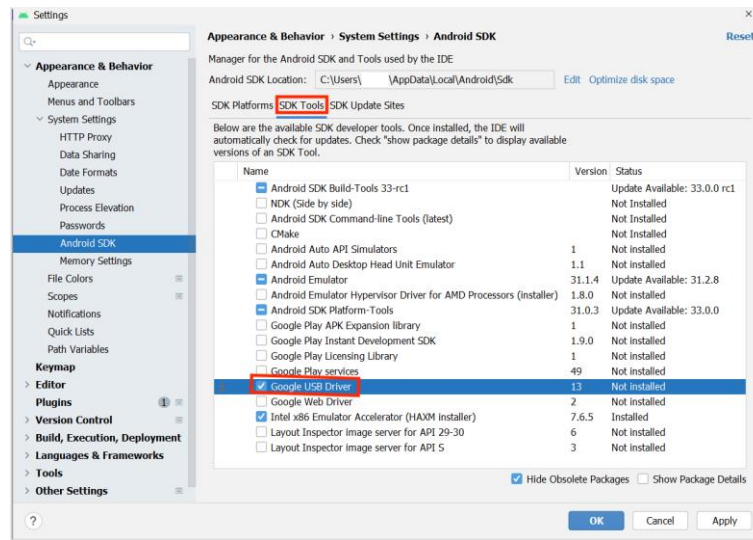 Settings
Appearance & Behavior
Appearance
Menus and Toolbars
System Settings
HTTP Proxy
Data Sharing
Date Formats
Updates
Process Elevation
Passwords
Android SDK
Memory Settings
File Colors
Scopes
Notifications
Quick Lists
Path Variables
Keymap
Editor
Plugins 1
Version Control
Build, Execution, Deployment
Languages & Frameworks
Tools
Other Settings
?
Appearance & Behavior › System Settings › Android SDK Reset
Manager for the Android SDK and Tools used by the IDE
Android SDK Location: C:\Users\ \AppData\Local\Android\Sdk Edit Optimize disk space
SDK Platforms SDK Tools SDK Update Sites
Below are the available SDK developer tools. Once installed, the IDE will
automatically check for updates. Check "show package details" to display available
versions of an SDK Tool.
Name Version Status
Android SDK Build-Tools 33-rc1 Update Available: 33.0.0 rc1
NDK (Side by side) Not Installed
Android SDK Command-line Tools (latest) Not Installed
CMake Not Installed
Android Auto API Simulators 1 Not installed
Android Auto Desktop Head Unit Emulator 1.1 Not installed
Android Emulator 31.1.4 Update Available: 31.2.8
Android Emulator Hypervisor Driver for AMD Processors (installer) 1.8.0 Not installed
Android SDK Platform-Tools 31.0.3 Update Available: 33.0.0
Google Play APK Expansion library 1 Not installed
Google Play Instant Development SDK 1.9.0 Not installed
Google Play Licensing Library 1 Not installed
Google Play services 49 Not installed
Google USB Driver 13 Not installed
Google Web Driver 2 Not installed
Intel x86 Emulator Accelerator (HAXM installer) 7.6.5 Installed
Layout Inspector image server for API 29-30 6 Not installed
Layout Inspector image server for API S 3 Not installed
Hide Obsolete Packages Show Package Details
OK Cancel Apply